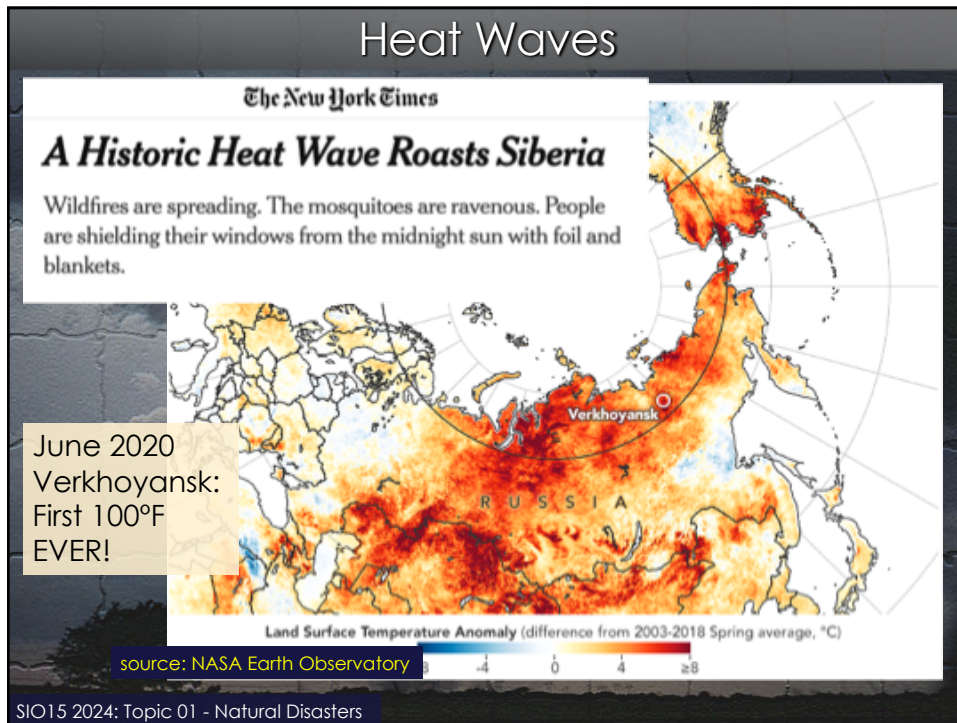 Heat Waves
The New York Times
A Historic Heat Wave Roasts Siberia
Wildfires are spreading. The mosquitoes are ravenous. People
are shielding their windows from the midnight sun with foil and
blankets.
Verkhoyansk
June 2020
Verkhoyansk:
First 100°F
EVER!
RUSSIA
Land Surface Temperature Anomaly (difference from 2003-2018 Spring average, °C)
-4 0 4 ≥8
source: NASA Earth Observatory
SIO15 2024: Topic 01 - Natural Disasters